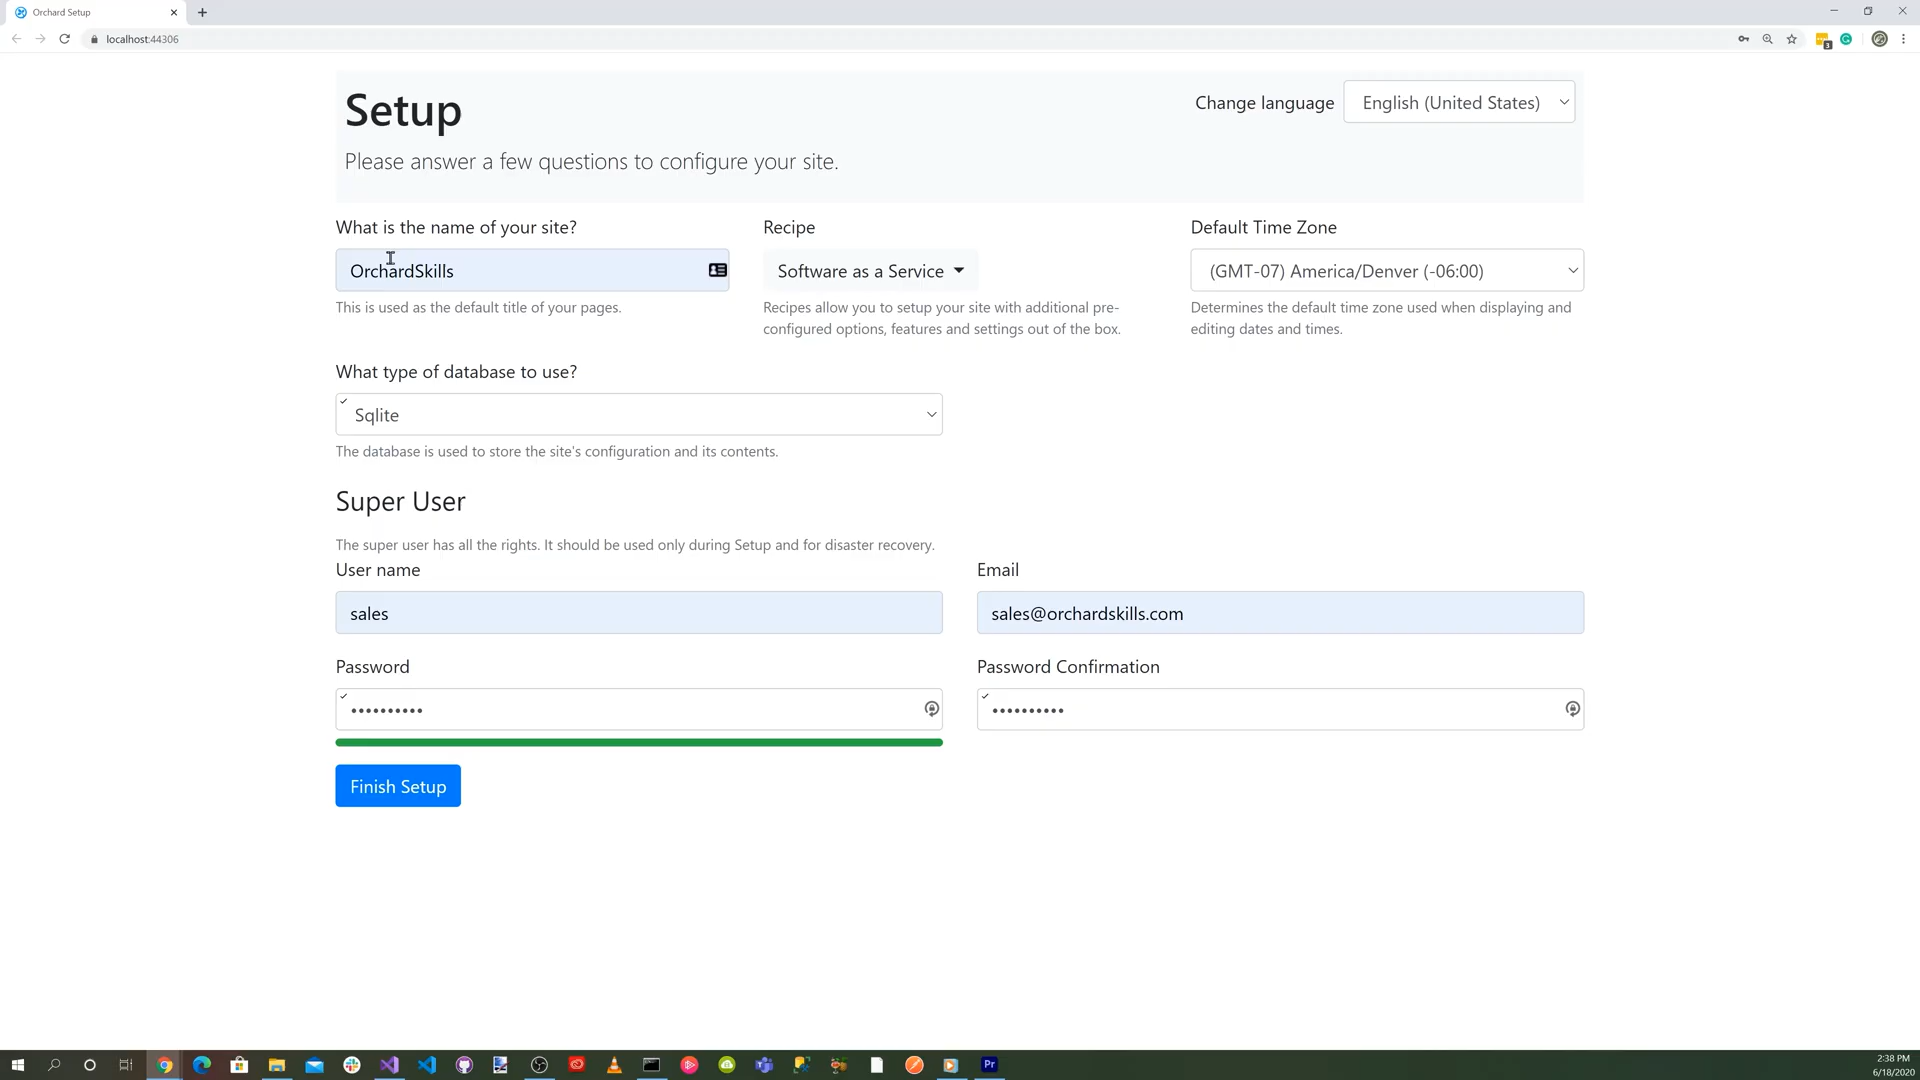 Orchard Setup
localhost:44306
3
Setup
Change language
English (United States)
Please answer a few questions to configure your site.
What is the name of your site?
Recipe
Default Time Zone
OrchardSkills
Software as a Service
(GMT-07) America/Denver (-06:00)
This is used as the default title of your pages.
Recipes allow you to setup your site with additional pre-
configured options, features and settings out of the box.
Determines the default time zone used when displaying and
editing dates and times.
What type of database to use?
Sqlite
The database is used to store the site's configuration and its contents.
Super User
The super user has all the rights. It should be used only during Setup and for disaster recovery.
User name
Email
sales
sales@orchardskills.com
Password
Password Confirmation
••••••••••
••••••••••
Finish Setup
Pr
2:38 PM
6/18/2020